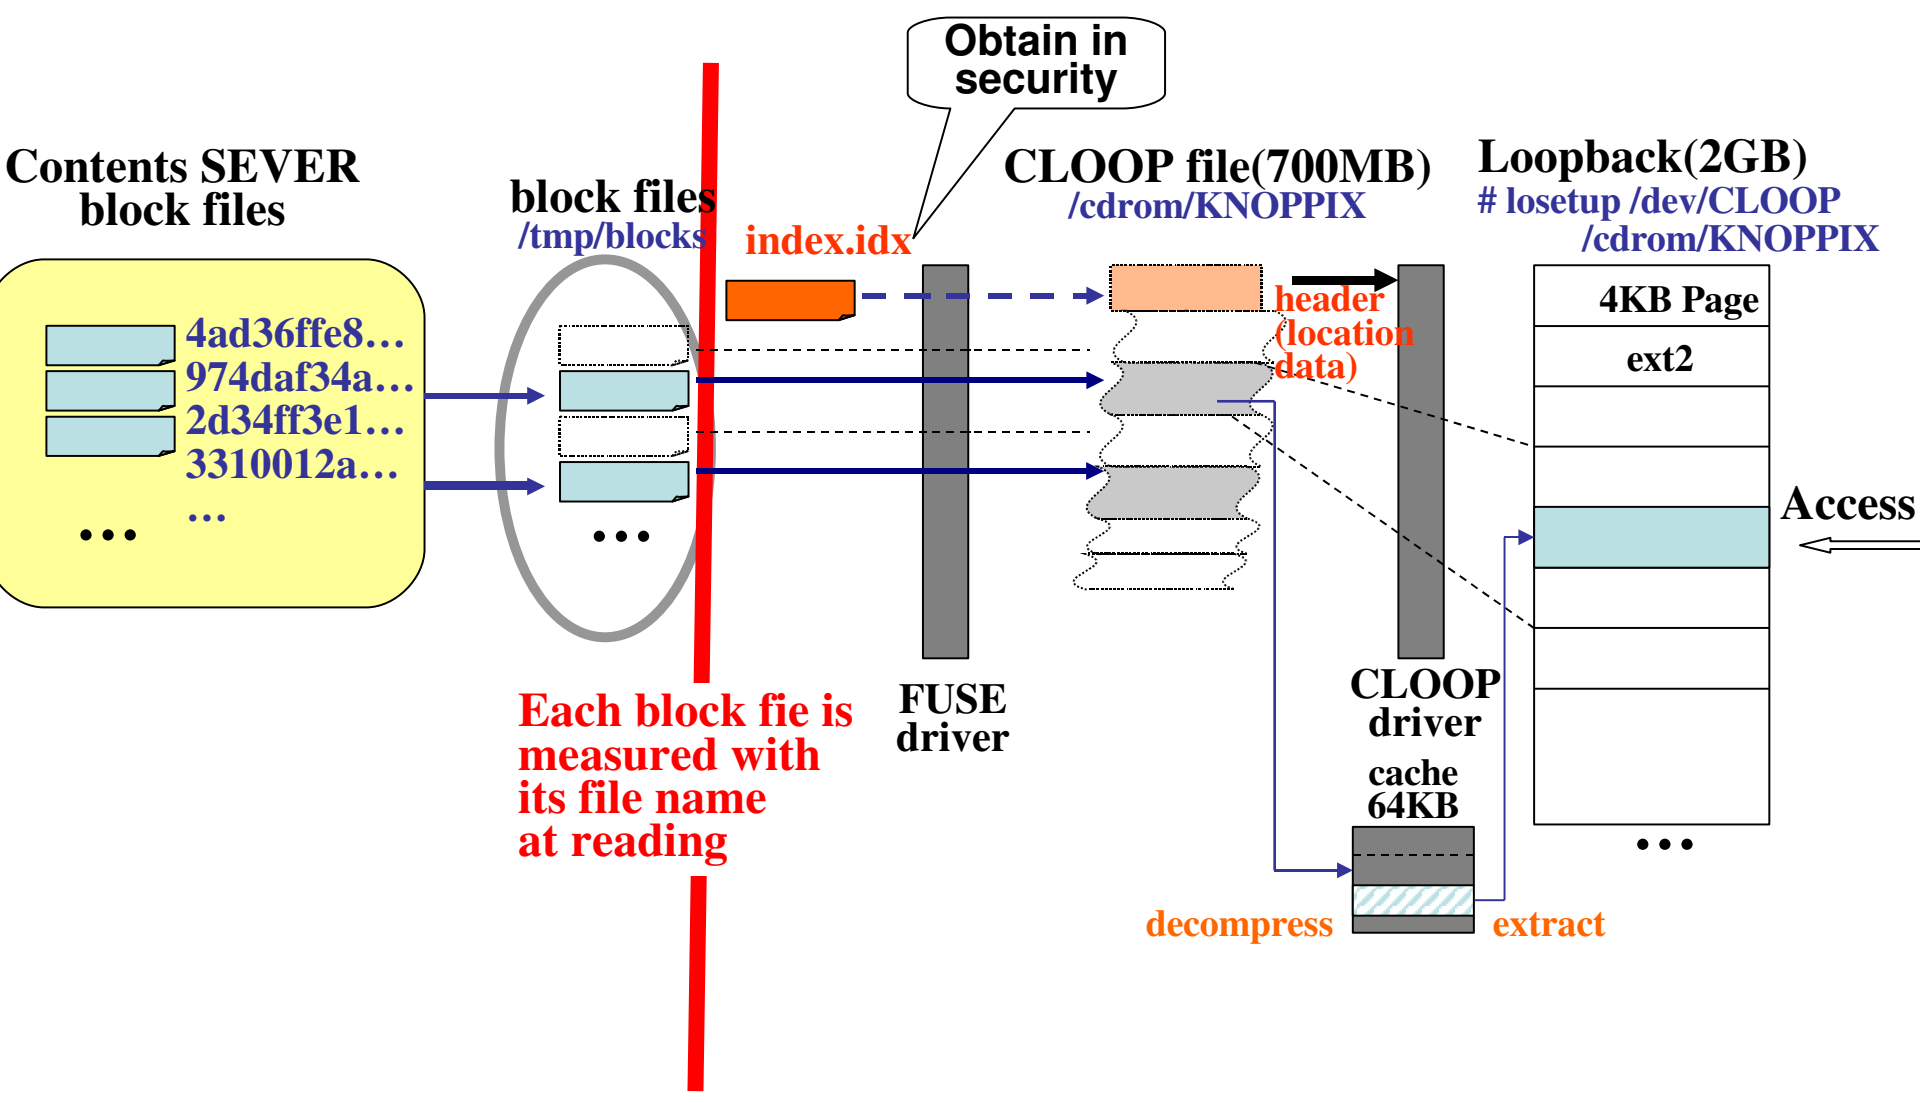 Obtain in
security
Contents SEVER
block files
4ad36ffe8…
974daf34a…
2d34ff3e1…
3310012a…
…
…
block files
/tmp/blocks
…
index.idx
CLOOP file(700MB)
/cdrom/KNOPPIX
header
(location
data)
Loopback(2GB)
# losetup /dev/CLOOP
/cdrom/KNOPPIX
4KB Page
ext2
Access
…
Each block fie is
measured with
its file name
at reading
FUSE
driver
CLOOP
driver
cache
64KB
decompress
extract